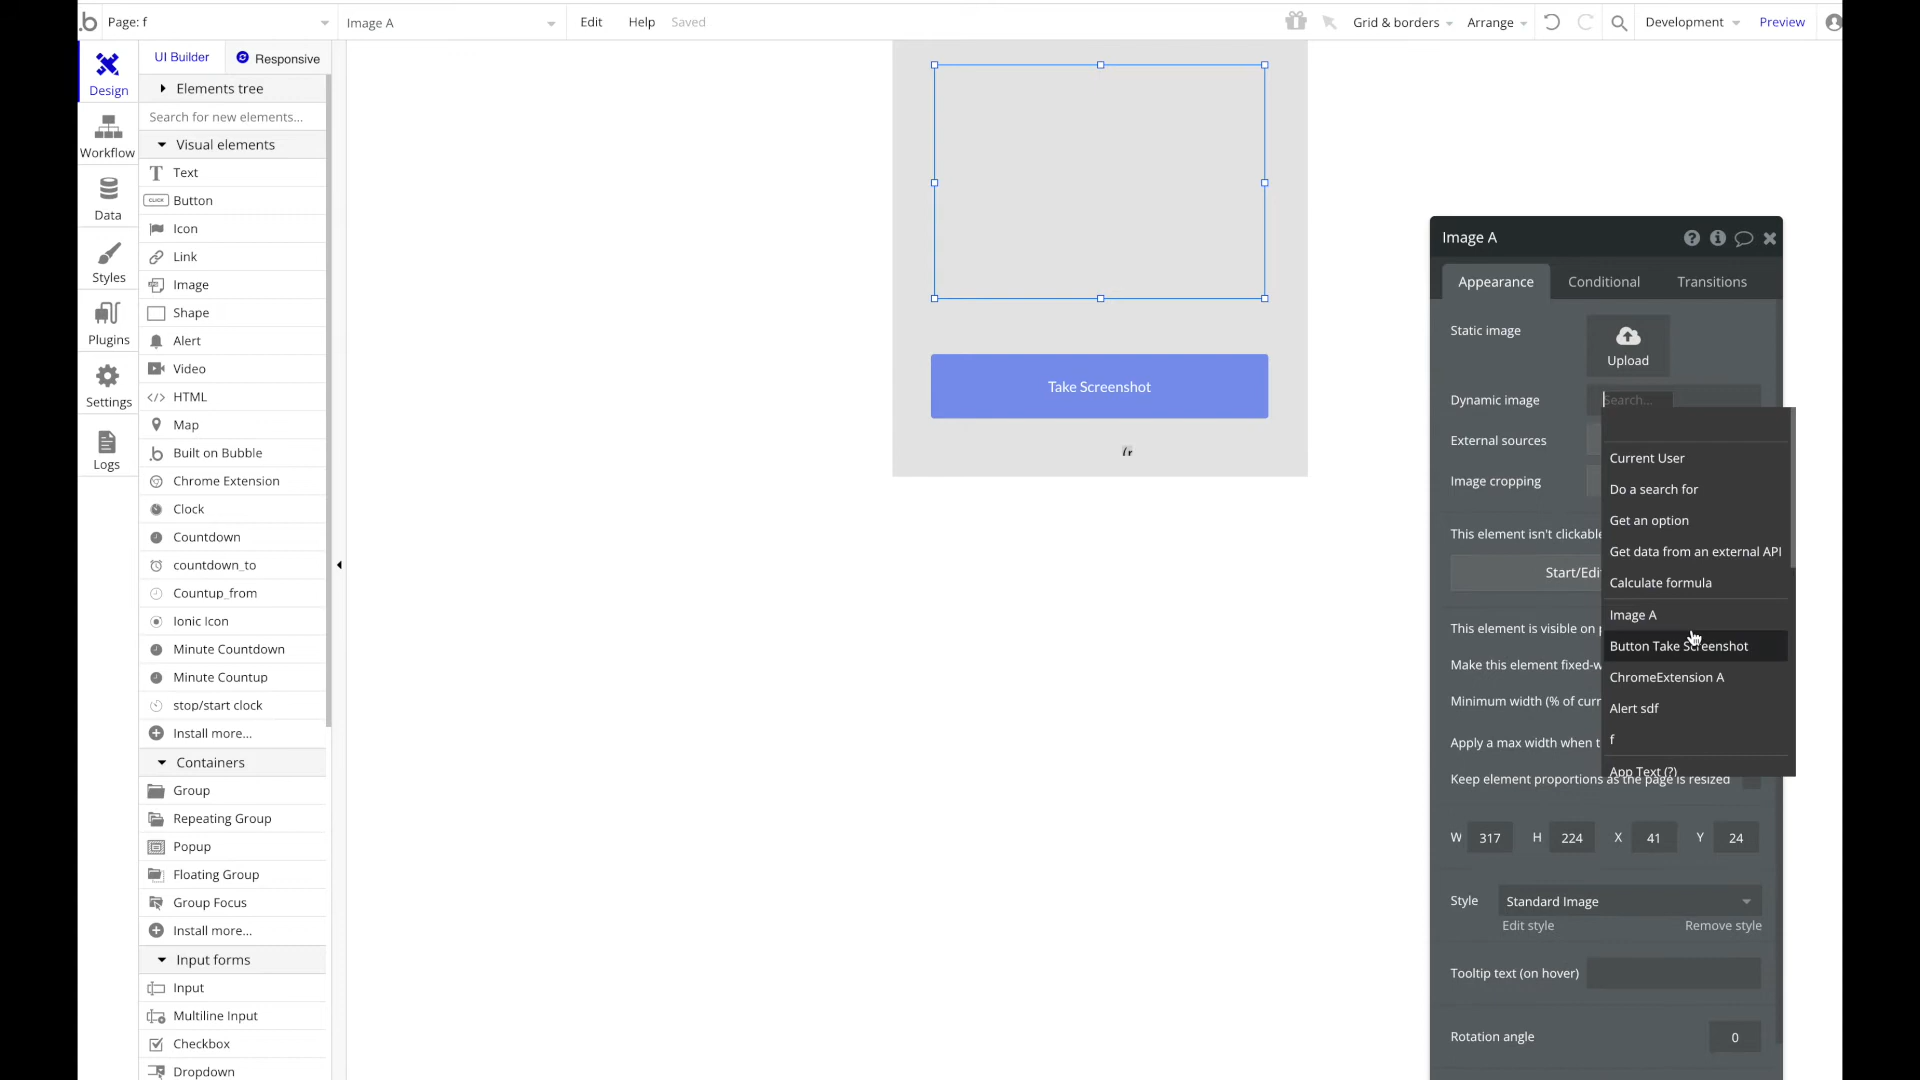 Page: f
Image A
Edit
Help
Saved
Grid & borders
Arrange
Development
Preview
UI Builder
Responsive
Design
Workflow
Data
Styles
Plugins
Settings
Logs
Elements tree
Search for new elements...
Visual elements
Text
CLICK Button
Icon
Link
Image
Shape
Alert
Video
HTML
Map
Built on Bubble
Chrome Extension
Clock
Countdown
countdown_to
Countup_from
Ionic Icon
Minute Countdown
Minute Countup
stop/start clock
Install more...
Containers
Group
Repeating Group
Popup
Floating Group
Group Focus
Install more...
Input forms
Input
Multiline Input
Checkbox
Dropdown
Take Screenshot
Image A
Appearance
Conditional
Transitions
Static image
Upload
Dynamic image
Search...
External sources
Image cropping
This element isn't clickable
Start/Edi
This element is visible on
Make this element fixed-w
Minimum width (% of curr
Apply a max width when t
Keep element proportions as the page is resized
Current User
Do a search for
Get an option
Get data from an external API
Calculate formula
Image A
Button Take Screenshot
ChromeExtension A
Alert sdf
f
App Text (?)
W 317 H 224 X 41 Y 24
Style Standard Image
Edit style Remove style
Tooltip text (on hover)
Rotation angle 0